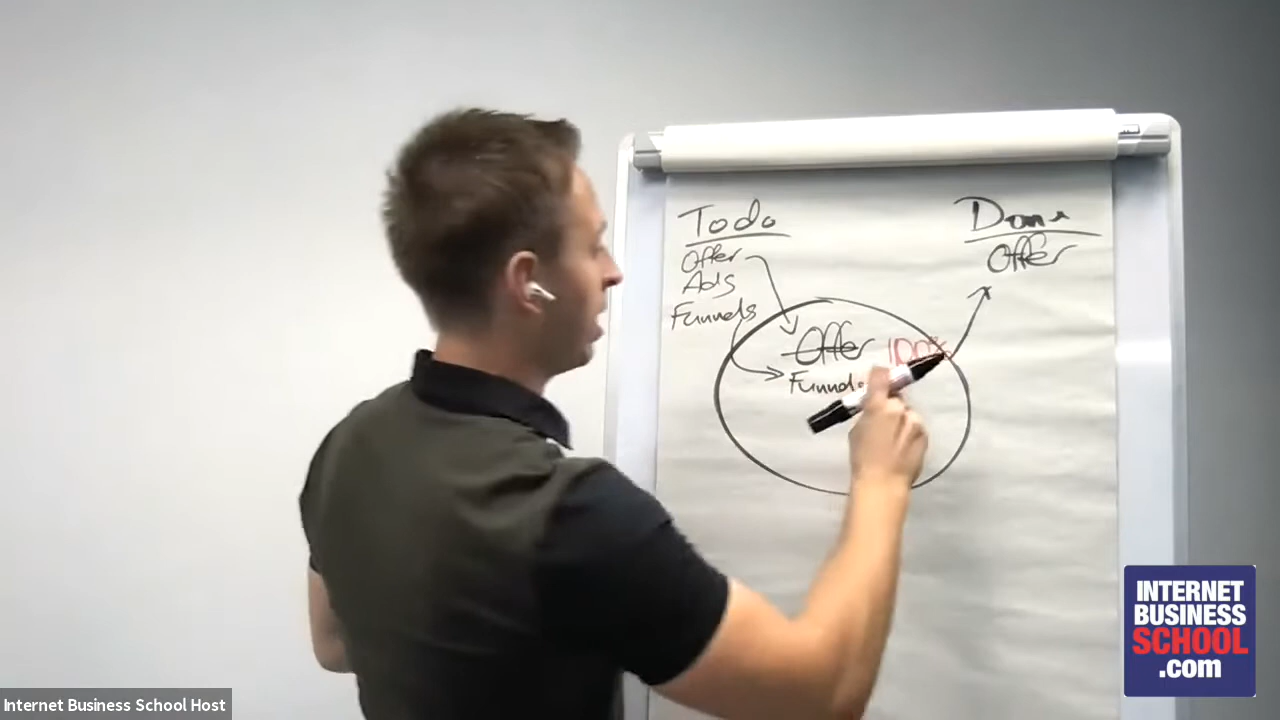 Todo
Offer
Ads
Funnels
Done
Offer
Offer 100%
Funnels
INTERNET
BUSINESS
SCHOOL
.com
Internet Business School Host